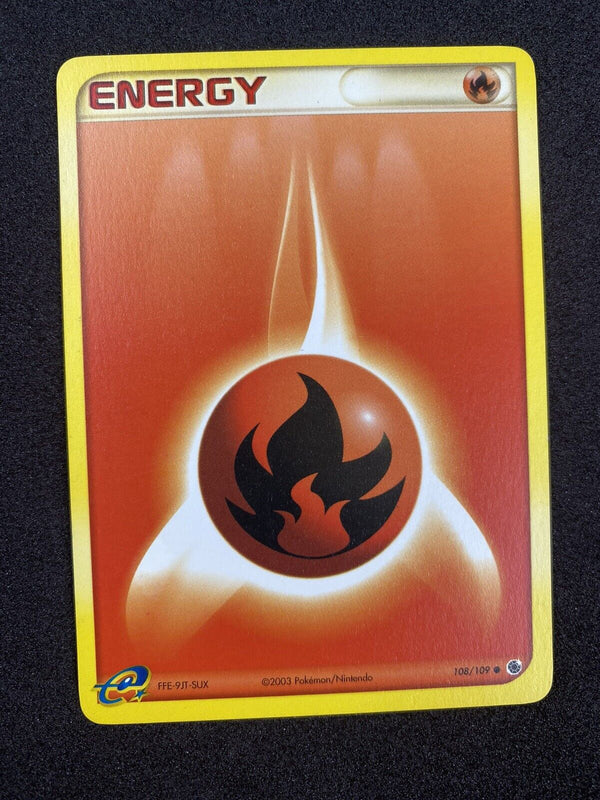 ENERGY
e
FFE-9JT-SUX
©2003 Pokémon/Nintendo
108/109